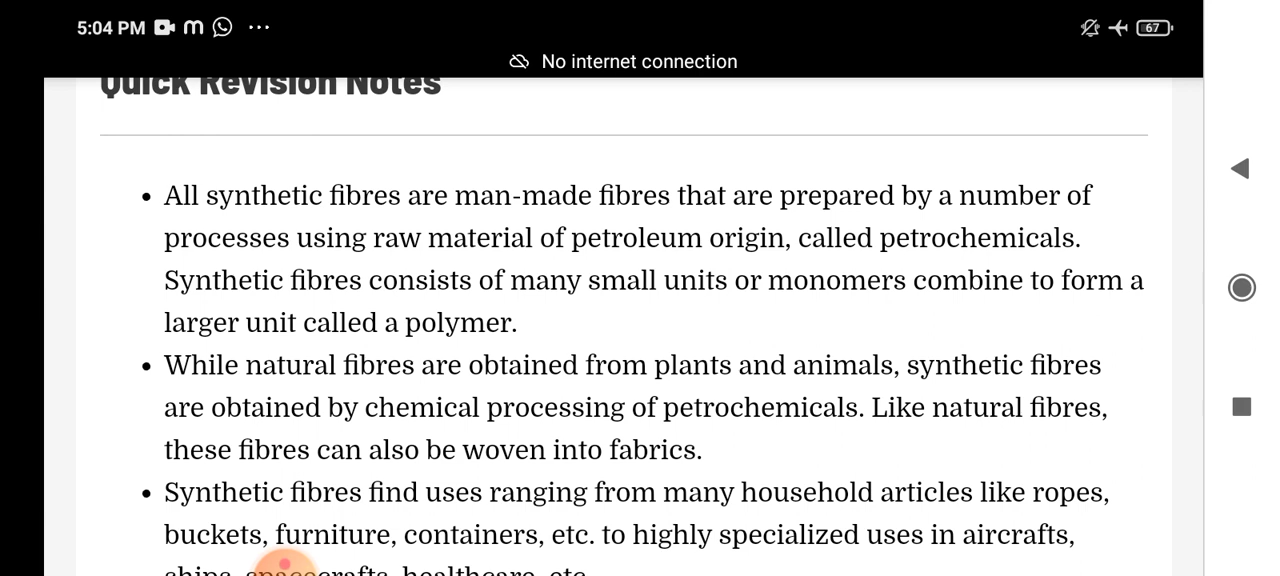 5:04 PM m ... 67
No internet connection
Quick Revision Notes
• All synthetic fibres are man-made fibres that are prepared by a number of
processes using raw material of petroleum origin, called petrochemicals.
Synthetic fibres consists of many small units or monomers combine to form a
larger unit called a polymer.
• While natural fibres are obtained from plants and animals, synthetic fibres
are obtained by chemical processing of petrochemicals. Like natural fibres,
these fibres can also be woven into fabrics.
• Synthetic fibres find uses ranging from many household articles like ropes,
buckets, furniture, containers, etc. to highly specialized uses in aircrafts,
ships, spacecrafts, healthcare, etc.